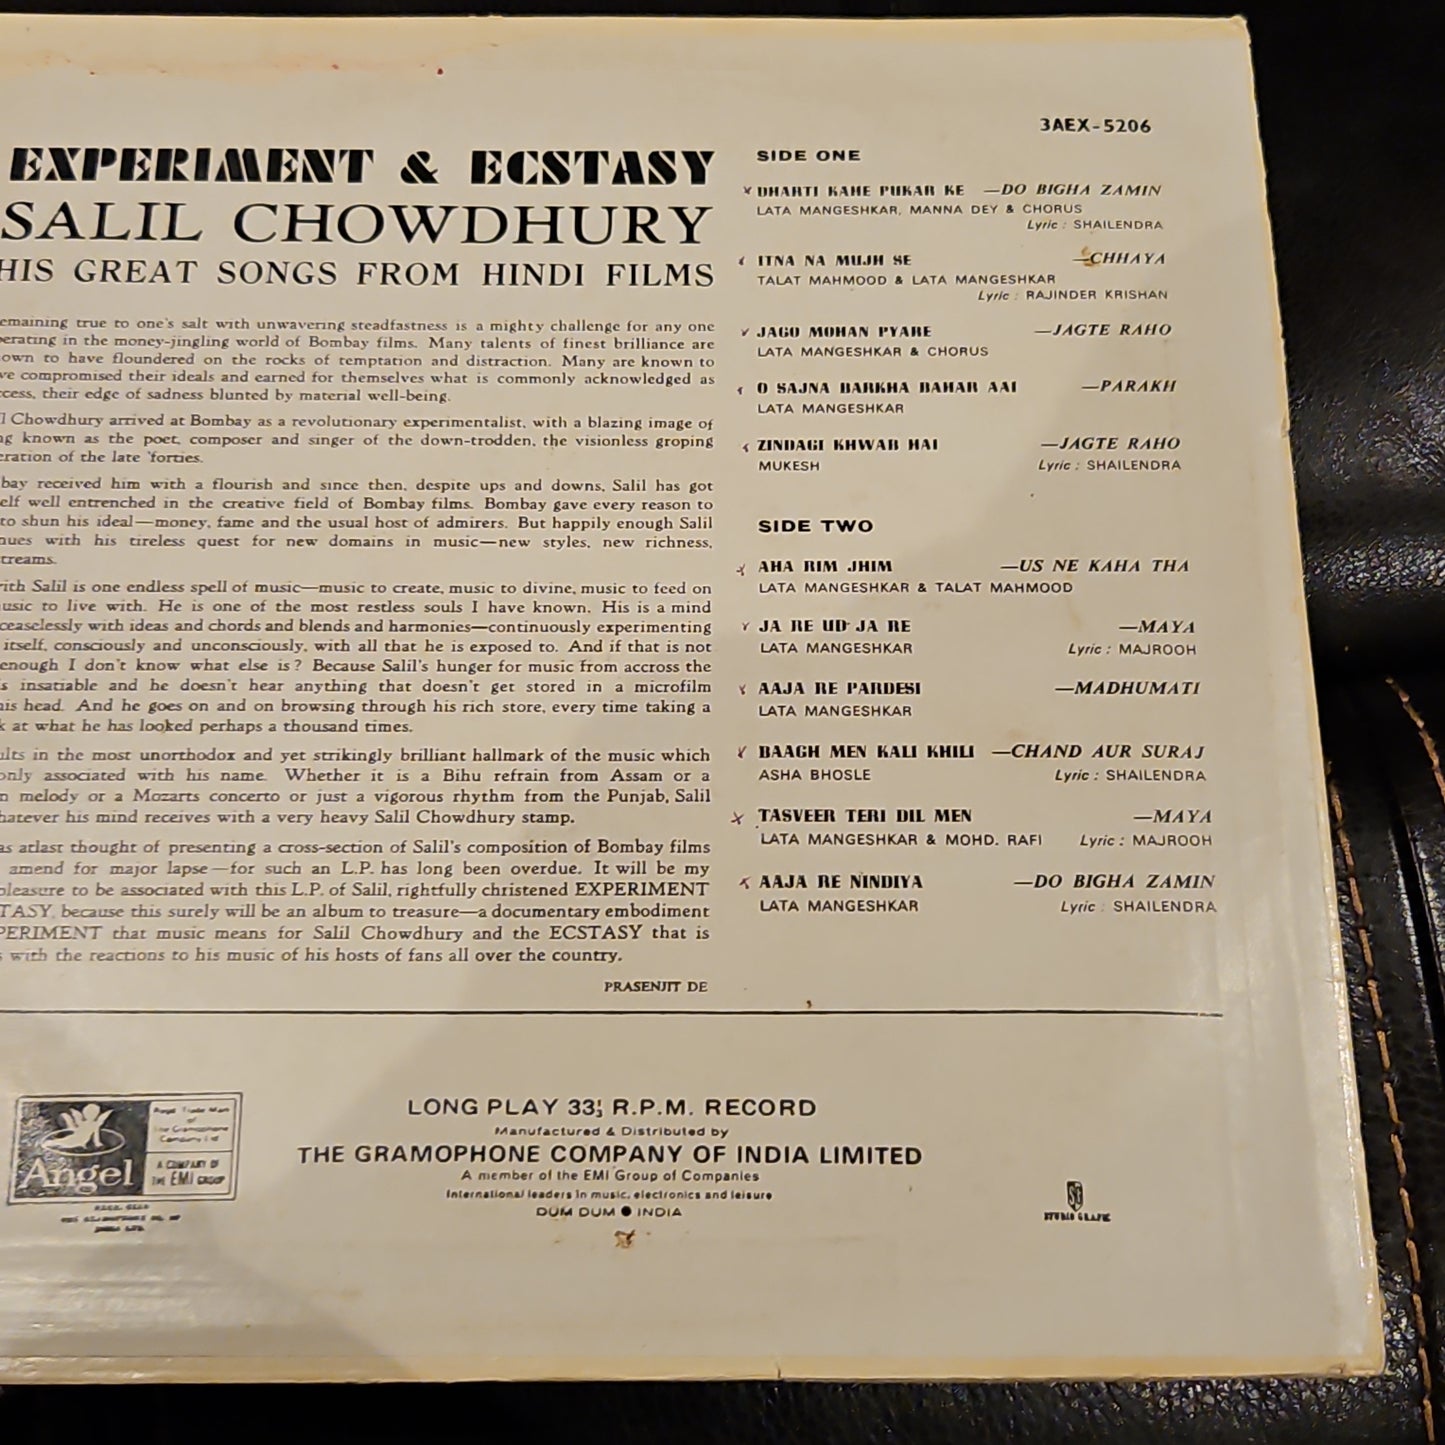 EXPERIMENT & ECSTASY
SALIL CHOWDHURY
HIS GREAT SONGS FROM HINDI FILMS
emaining true to one's salt with unwavering steadfastness is a mighty challenge for any one
erating in the money-jingling world of Bombay films. Many talents of finest brilliance are
own to have floundered on the rocks of temptation and distraction. Many are known to
ve compromised their ideals and earned for themselves what is commonly acknowledged as
cess, their edge of sadness blunted by material well-being.
l Chowdhury arrived at Bombay as a revolutionary experimentalist, with a blazing image of
ng known as the poet, composer and singer of the down-trodden, the visionless groping
eration of the late 'forties.
bay received him with a flourish and since then, despite ups and downs, Salil has got
elf well entrenched in the creative field of Bombay films. Bombay gave every reason to
to shun his ideal—money, fame and the usual host of admirers. But happily enough Salil
nues with his tireless quest for new domains in music—new styles, new richness,
treams.
ith Salil is one endless spell of music—music to create, music to divine, music to feed on
usic to live with. He is one of the most restless souls I have known. His is a mind
ceaselessly with ideas and chords and blends and harmonies—continuously experimenting
itself, consciously and unconsciously, with all that he is exposed to. And if that is not
enough I don't know what else is? Because Salil's hunger for music from accross the
s insatiable and he doesn't hear anything that doesn't get stored in a microfilm
his head. And he goes on and on browsing through his rich store, every time taking a
k at what he has looked perhaps a thousand times.
ults in the most unorthodox and yet strikingly brilliant hallmark of the music which
only associated with his name. Whether it is a Bihu refrain from Assam or a
n melody or a Mozarts concerto or just a vigorous rhythm from the Punjab, Salil
hatever his mind receives with a very heavy Salil Chowdhury stamp.
as atlast thought of presenting a cross-section of Salil's composition of Bombay films
amend for major lapse—for such an L.P. has long been overdue. It will be my
pleasure to be associated with this L.P. of Salil, rightfully christened EXPERIMENT
TASY, because this surely will be an album to treasure—a documentary embodiment
PERIMENT that music means for Salil Chowdhury and the ECSTASY that is
s with the reactions to his music of his hosts of fans all over the country.
PRASENJIT DE
3AEX-5206
SIDE ONE
DHARTI KAHE PUKAR KE —DO BIGHA ZAMIN
LATA MANGESHKAR, MANNA DEY & CHORUS
Lyric : SHAILENDRA
ITNA NA MUJH SE —CHHAYA
TALAT MAHMOOD & LATA MANGESHKAR
Lyric : RAJINDER KRISHAN
JAGO MOHAN PYARE —JAGTE RAHO
LATA MANGESHKAR & CHORUS
O SAJNA BARKHA BAHAR AAI —PARAKH
LATA MANGESHKAR
ZINDAGI KHWAB HAI —JAGTE RAHO
MUKESH Lyric : SHAILENDRA
SIDE TWO
AHA RIM JHIM —US NE KAHA THA
LATA MANGESHKAR & TALAT MAHMOOD
JA RE UD JA RE —MAYA
LATA MANGESHKAR Lyric : MAJROOH
AAJA RE PARDESI —MADHUMATI
LATA MANGESHKAR
BAAGH MEN KALI KHILI —CHAND AUR SURAJ
ASHA BHOSLE Lyric : SHAILENDRA
TASVEER TERI DIL MEN —MAYA
LATA MANGESHKAR & MOHD. RAFI Lyric : MAJROOH
AAJA RE NINDIYA —DO BIGHA ZAMIN
LATA MANGESHKAR Lyric : SHAILENDRA
Angel
Trade Mark
of
The Gramophone
Company Ltd
A COMPANY OF
THE EMI GROUP
LONG PLAY 33⅓ R.P.M. RECORD
Manufactured & Distributed by
THE GRAMOPHONE COMPANY OF INDIA LIMITED
A member of the EMI Group of Companies
International leaders in music, electronics and leisure
DUM DUM ● INDIA
STUDIO GRAFIK